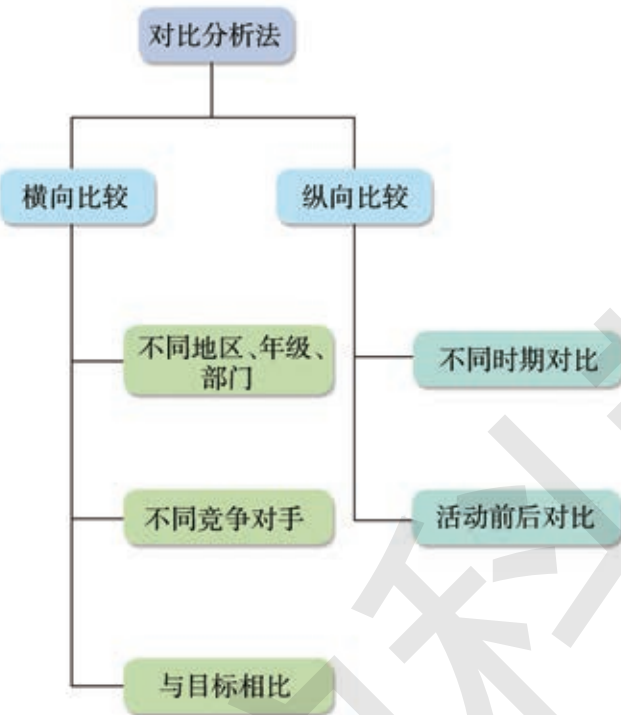 对比分析法
横向比较
纵向比较
不同地区、年级、
部门
不同时期对比
不同竞争对手
活动前后对比
与目标相比